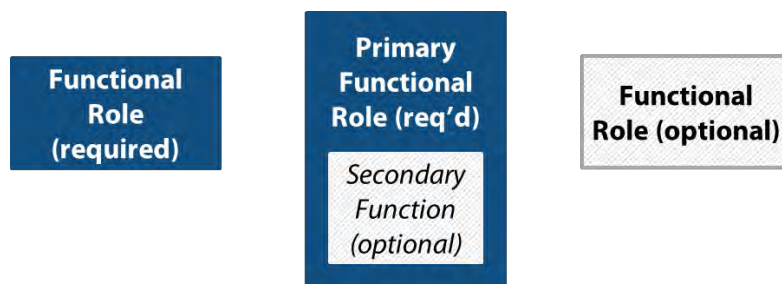 Functional
Role
(required)
Primary
Functional
Role (req’d)
Secondary
Function
(optional)
Functional
Role (optional)